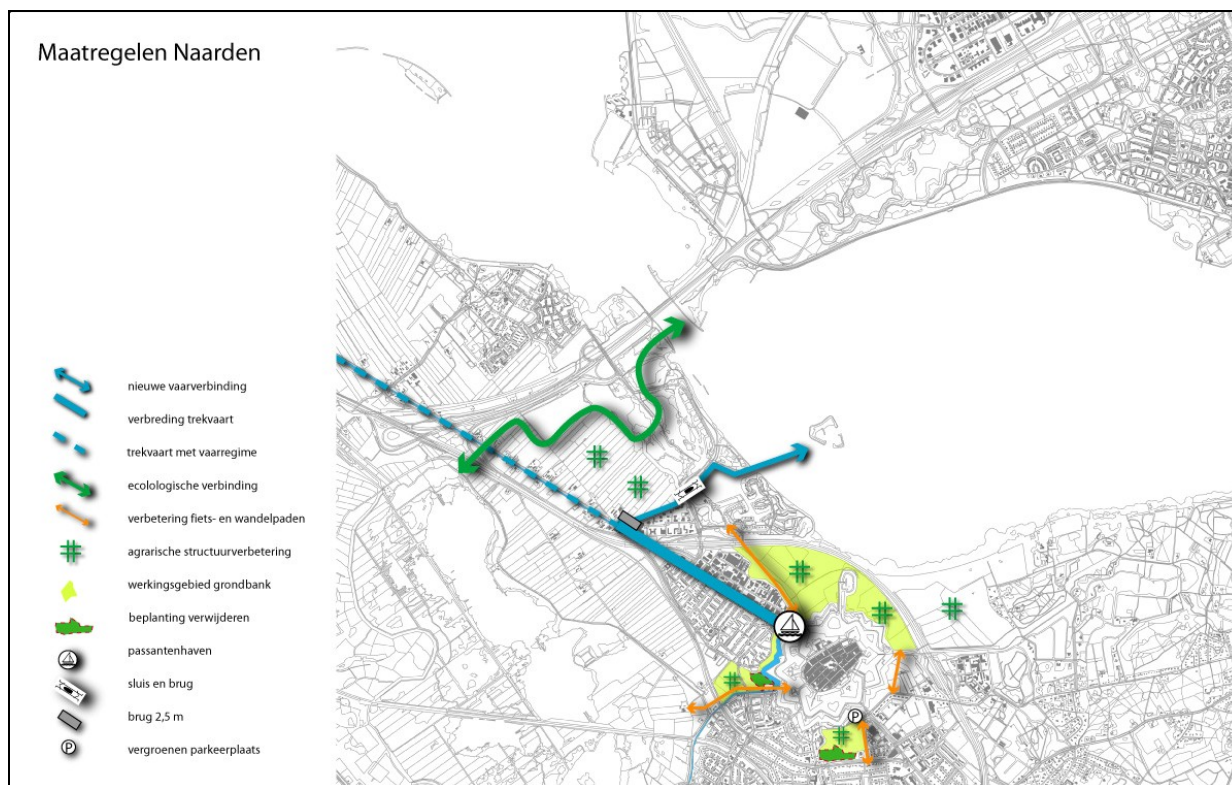 Maatregelen Naarden
nieuwe vaarverbinding
verbreding trekvaart
trekvaart met vaarregime
ecolologische verbinding
verbetering fiets- en wandelpaden
agrarische structuurverbetering
werkingsgebied grondbank
beplanting verwijderen
passantenhaven
sluis en brug
brug 2,5 m
P
vergroenen parkeerplaats
P